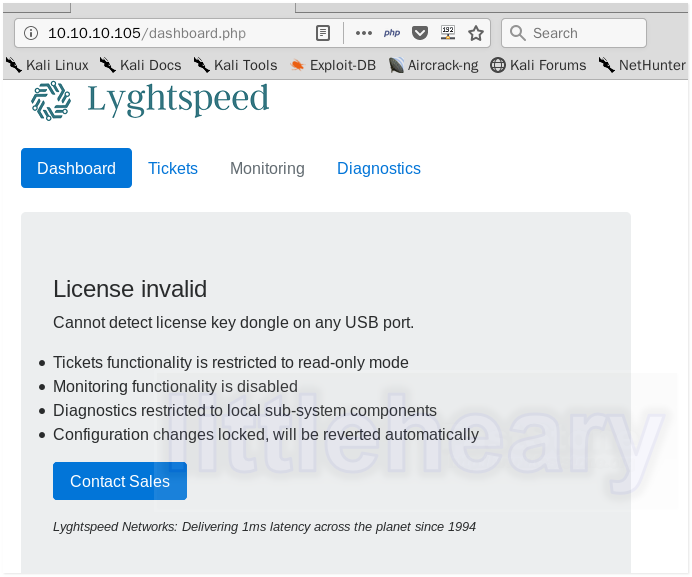 10.10.10.105/dashboard.php
php
192
Search
Kali Linux Kali Docs Kali Tools Exploit-DB Aircrack-ng Kali Forums NetHunter
Lyghtspeed
Dashboard Tickets Monitoring Diagnostics
License invalid
Cannot detect license key dongle on any USB port.
Tickets functionality is restricted to read-only mode
Monitoring functionality is disabled
Diagnostics restricted to local sub-system components
Configuration changes locked, will be reverted automatically
littleheary
Contact Sales
Lyghtspeed Networks: Delivering 1ms latency across the planet since 1994